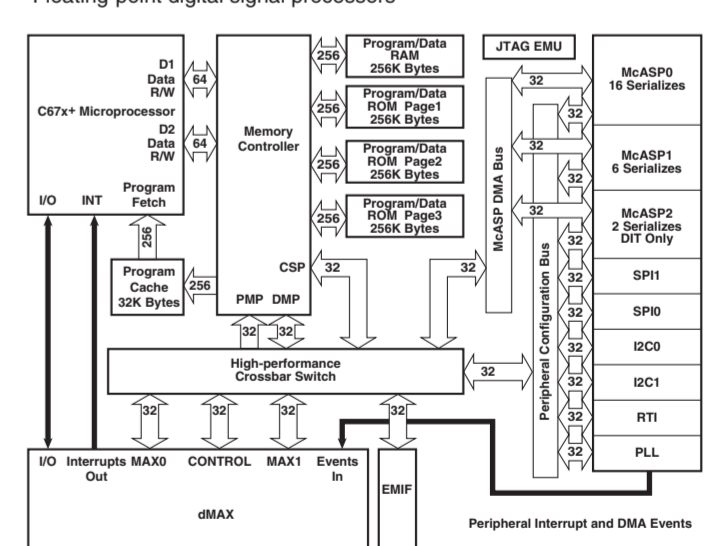 Floating-point digital signal processors
D1
Data
R/W
64
C67x+ Microprocessor
D2
Data
R/W
64
I/O
INT
Program
Fetch
256
Program
Cache
32K Bytes
256
Memory
Controller
CSP
32
PMP
DMP
32
32
256
Program/Data
RAM
256K Bytes
256
Program/Data
ROM Page1
256K Bytes
256
Program/Data
ROM Page2
256K Bytes
256
Program/Data
ROM Page3
256K Bytes
JTAG EMU
McASP DMA Bus
32
32
32
32
Peripheral Configuration Bus
32
32
32
32
32
32
32
32
32
32
McASP0
16 Serializes
McASP1
6 Serializes
McASP2
2 Serializes
DIT Only
SPI1
SPI0
I2C0
I2C1
RTI
PLL
High-performance
Crossbar Switch
32
32
32
32
I/O
Interrupts
Out
MAX0
CONTROL
MAX1
Events
In
dMAX
EMIF
Peripheral Interrupt and DMA Events